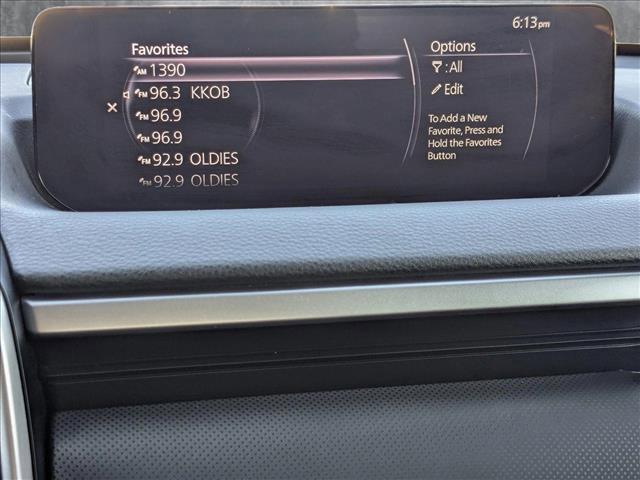 6:13pm
Favorites
Options
AM 1390
:All
FM 96.3 KKOB
Edit
FM 96.9
To Add a New
Favorite, Press and
Hold the Favorites
Button
FM 96.9
FM 92.9 OLDIES
FM 92.9 OLDIES